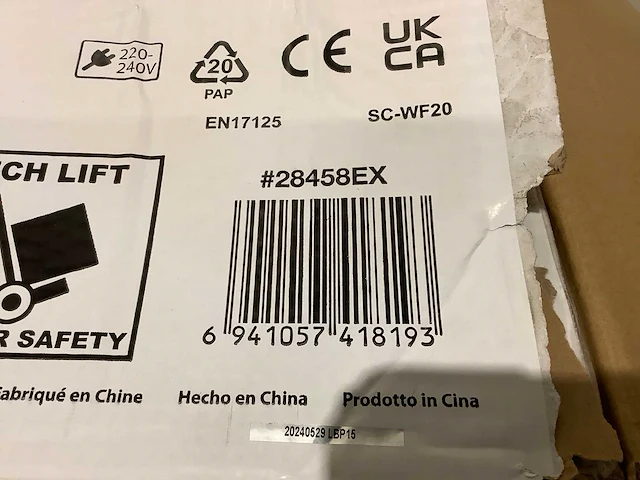 220-
240V
20
PAP
CE
UK
CA
EN17125
SC-WF20
CH LIFT
R SAFETY
#28458EX
6 941057 418193
abriqué en Chine
Hecho en China
Prodotto in Cina
20240529 LBP15